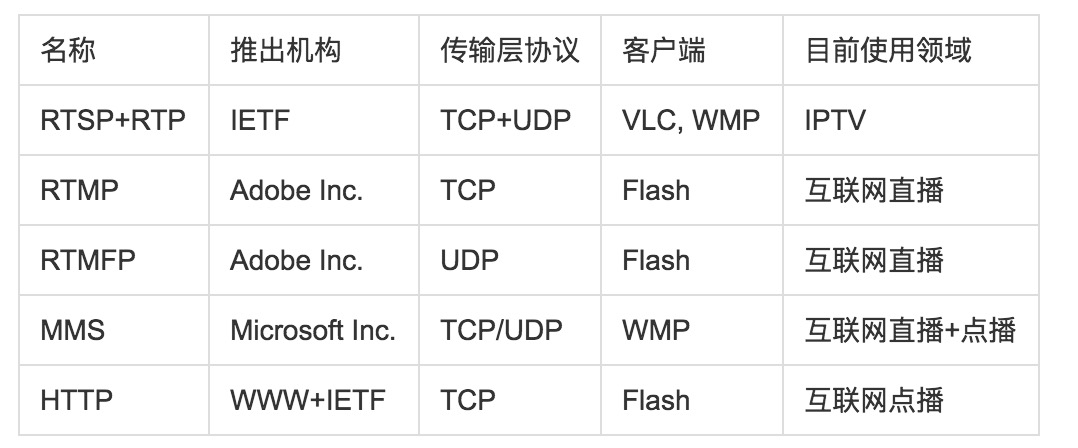 名称 推出机构 传输层协议 客户端 目前使用领域
RTSP+RTP IETF TCP+UDP VLC, WMP IPTV
RTMP Adobe Inc. TCP Flash 互联网直播
RTMFP Adobe Inc. UDP Flash 互联网直播
MMS Microsoft Inc. TCP/UDP WMP 互联网直播+点播
HTTP WWW+IETF TCP Flash 互联网点播